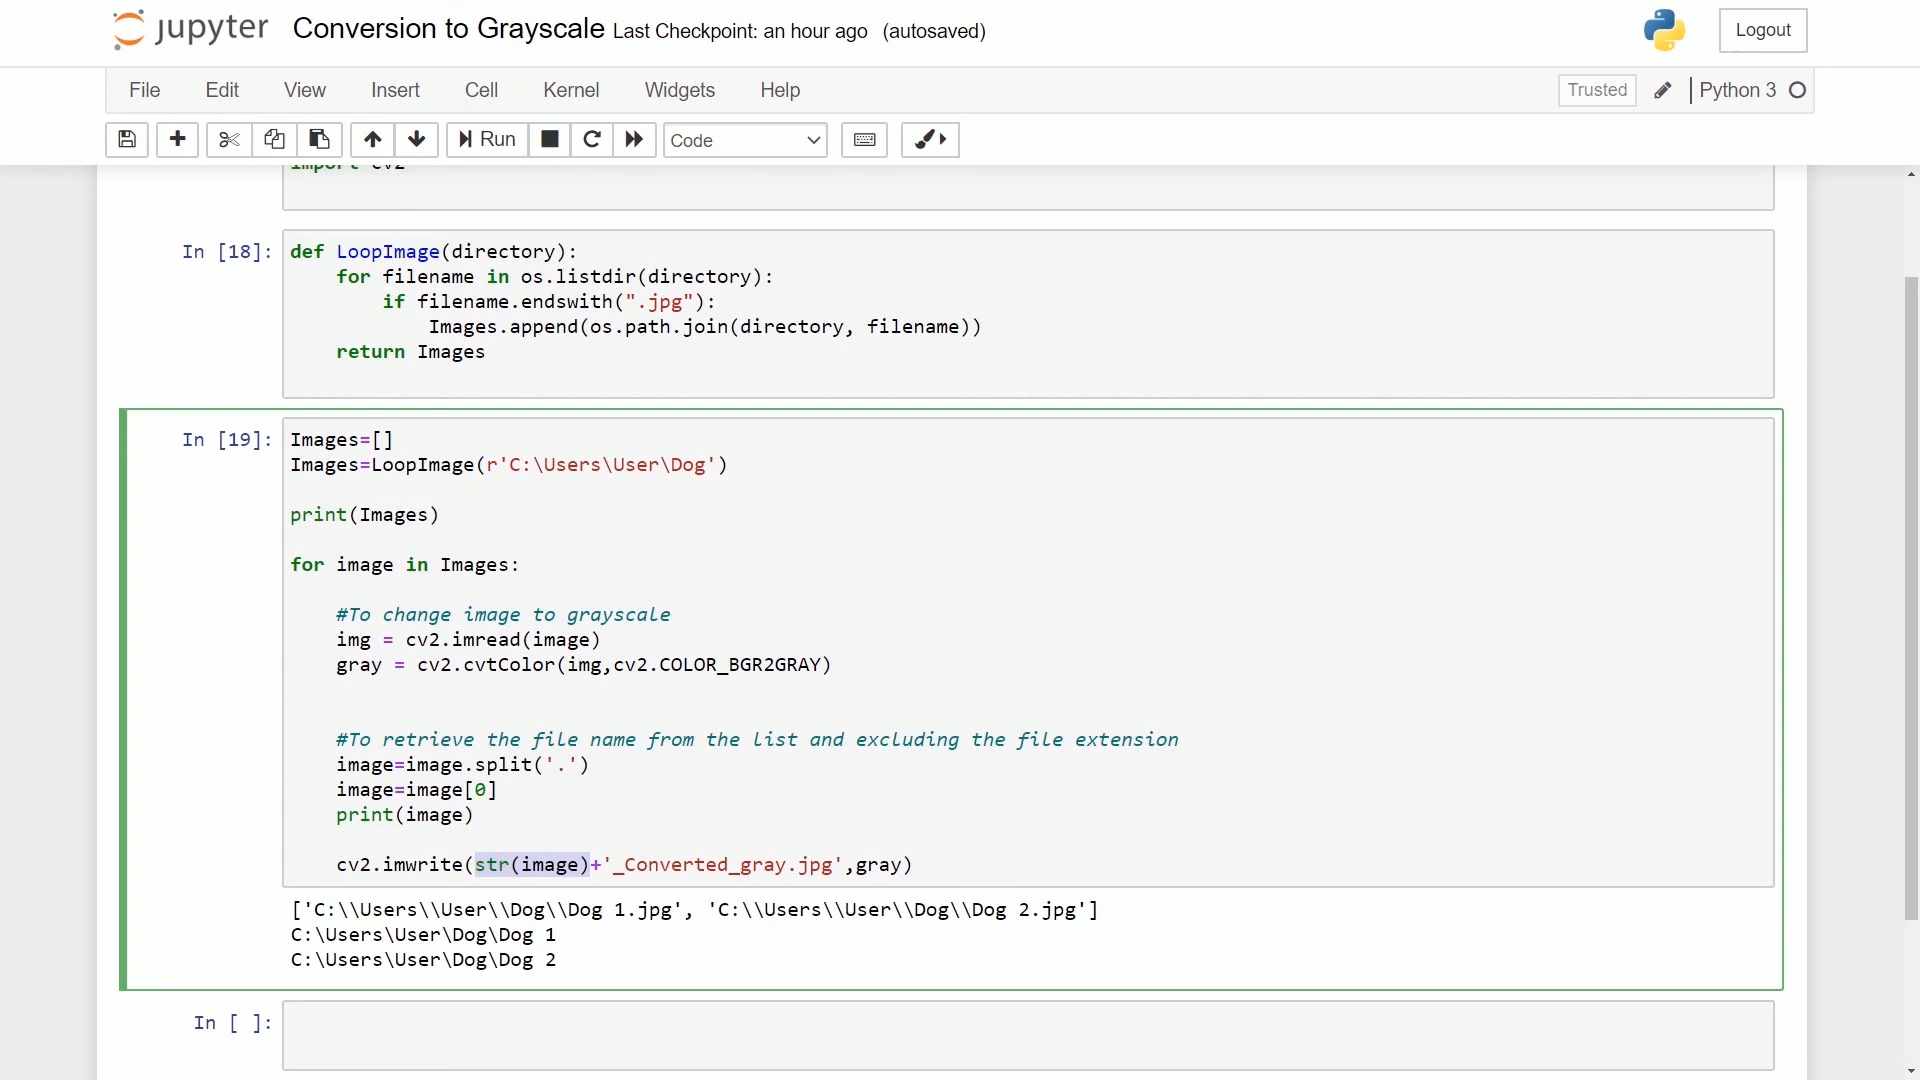 jupyter Conversion to Grayscale Last Checkpoint: an hour ago (autosaved) Logout
File Edit View Insert Cell Kernel Widgets Help Trusted Python 3
Run Code
import cv2
In [18]: def LoopImage(directory):
    for filename in os.listdir(directory):
        if filename.endswith(".jpg"):
            Images.append(os.path.join(directory, filename))
    return Images
In [19]: Images=[]
Images=LoopImage(r'C:\Users\User\Dog')
print(Images)
for image in Images:
    #To change image to grayscale
    img = cv2.imread(image)
    gray = cv2.cvtColor(img,cv2.COLOR_BGR2GRAY)
    #To retrieve the file name from the list and excluding the file extension
    image=image.split('.')
    image=image[0]
    print(image)
    cv2.imwrite(str(image)+'_Converted_gray.jpg',gray)
['C:\\Users\\User\\Dog\\Dog 1.jpg', 'C:\\Users\\User\\Dog\\Dog 2.jpg']
C:\Users\User\Dog\Dog 1
C:\Users\User\Dog\Dog 2
In [ ]: